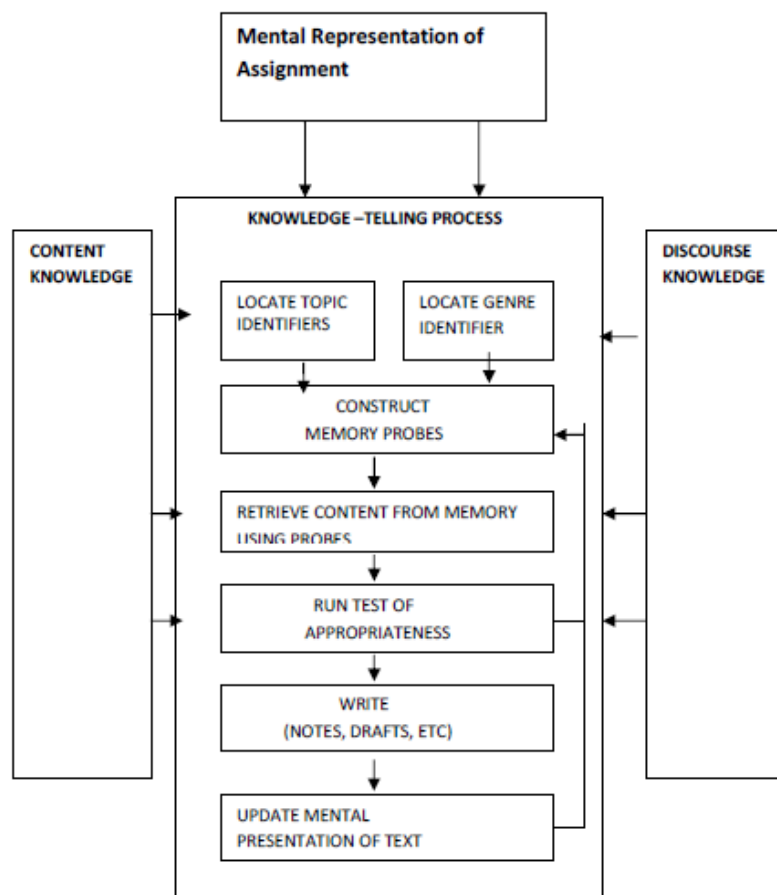 Mental Representation of
Assignment
KNOWLEDGE –TELLING PROCESS
CONTENT
KNOWLEDGE
DISCOURSE
KNOWLEDGE
LOCATE TOPIC
IDENTIFIERS
LOCATE GENRE
IDENTIFIER
CONSTRUCT
MEMORY PROBES
RETRIEVE CONTENT FROM MEMORY
USING PROBES
RUN TEST OF
APPROPRIATENESS
WRITE
(NOTES, DRAFTS, ETC)
UPDATE MENTAL
PRESENTATION OF TEXT